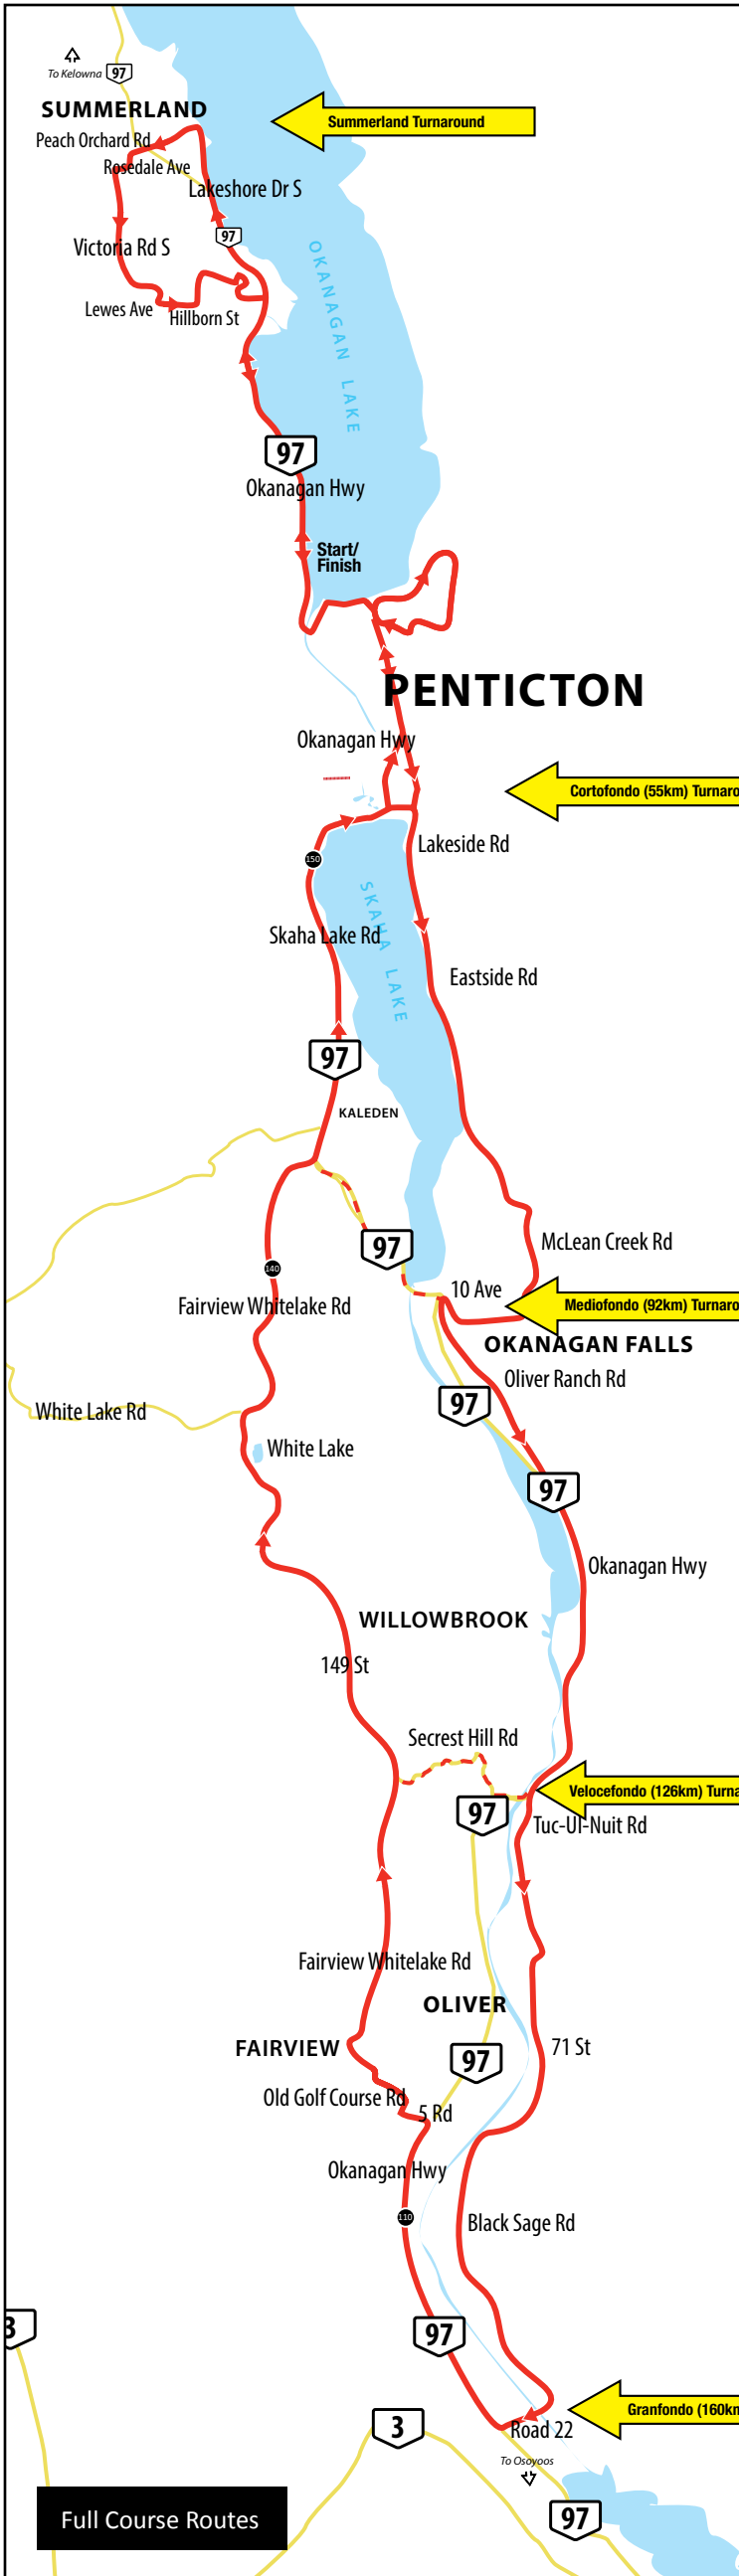 To Kelowna
97
SUMMERLAND
Summerland Turnaround
Peach Orchard Rd
Rosedale Ave
Lakeshore Dr S
97
Victoria Rd S
Lewes Ave
Hillborn St
OKANAGAN LAKE
97
Okanagan Hwy
Start/
Finish
PENTICTON
Okanagan Hwy
Cortofondo (55km) Turnaro
Lakeside Rd
150
SKAHA LAKE
Skaha Lake Rd
Eastside Rd
97
KALEDEN
McLean Creek Rd
97
140
10 Ave
Mediofondo (92km) Turnaro
Fairview Whitelake Rd
OKANAGAN FALLS
Oliver Ranch Rd
97
White Lake Rd
White Lake
97
Okanagan Hwy
WILLOWBROOK
149 St
Secrest Hill Rd
Velocefondo (126km) Turna
97
Tuc-Ul-Nuit Rd
Fairview Whitelake Rd
OLIVER
FAIRVIEW
71 St
97
Old Golf Course Rd
5 Rd
Okanagan Hwy
110
Black Sage Rd
3
97
Granfondo (160km
3
Road 22
To Osoyoos
97
Full Course Routes